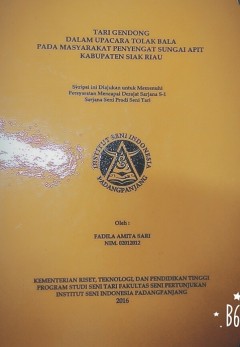 TARI GENDONG
DALAM UPACARA TOLAK BALA
PADA MASYARAKAT PENYENGAT SUNGAI APIT
KABUPATEN SIAK RIAU
Skripsi ini Diajukan untuk Memenuhi
Persyaratan Mencapai Derajat Sarjana S-1
Sarjana Seni Prodi Seni Tari
INSTITUT SENI INDONESIA
PADANGPANJANG
Oleh :
FADILA AMITA SARI
NIM.
KEMENTERIAN RISET, TEKNOLOGI, DAN PENDIDIKAN TINGGI
PROGRAM STUDI SENI TARI FAKULTAS SENI PERTUNJUKAN
INSTITUT SENI INDONESIA PADANGPANJANG
2016